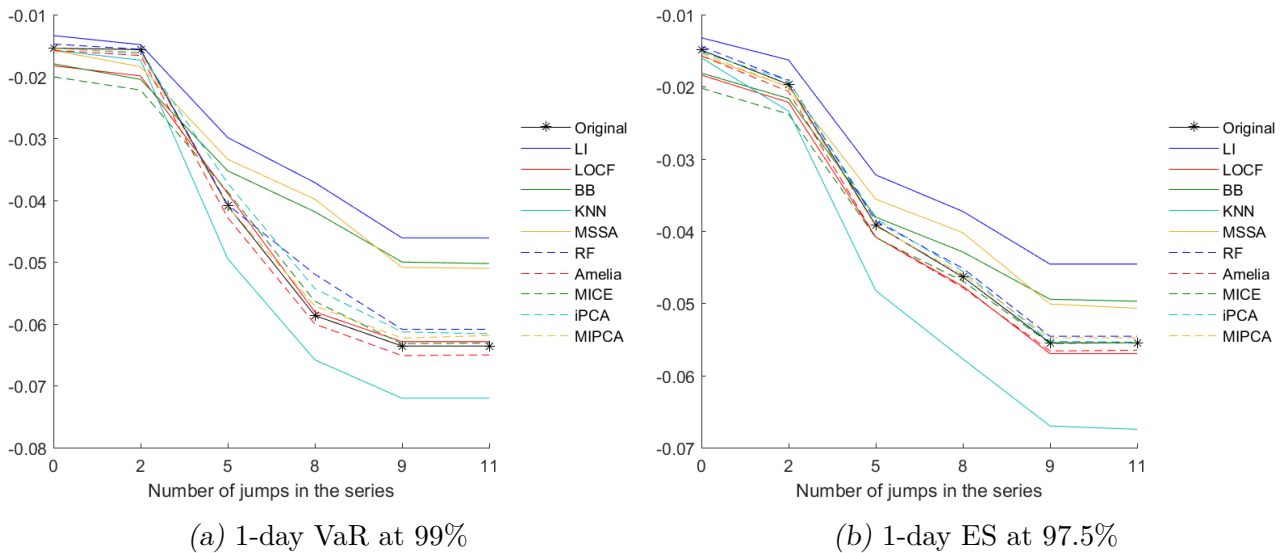 -0.01
-0.02
-0.03
-0.04
-0.05
-0.06
-0.07
-0.08
0 2 5 8 9 11
Number of jumps in the series
Original
LI
LOCF
BB
KNN
MSSA
RF
Amelia
MICE
iPCA
MIPCA
(a) 1-day VaR at 99%
-0.01
-0.02
-0.03
-0.04
-0.05
-0.06
-0.07
0 2 5 8 9 11
Number of jumps in the series
Original
LI
LOCF
BB
KNN
MSSA
RF
Amelia
MICE
iPCA
MIPCA
(b) 1-day ES at 97.5%